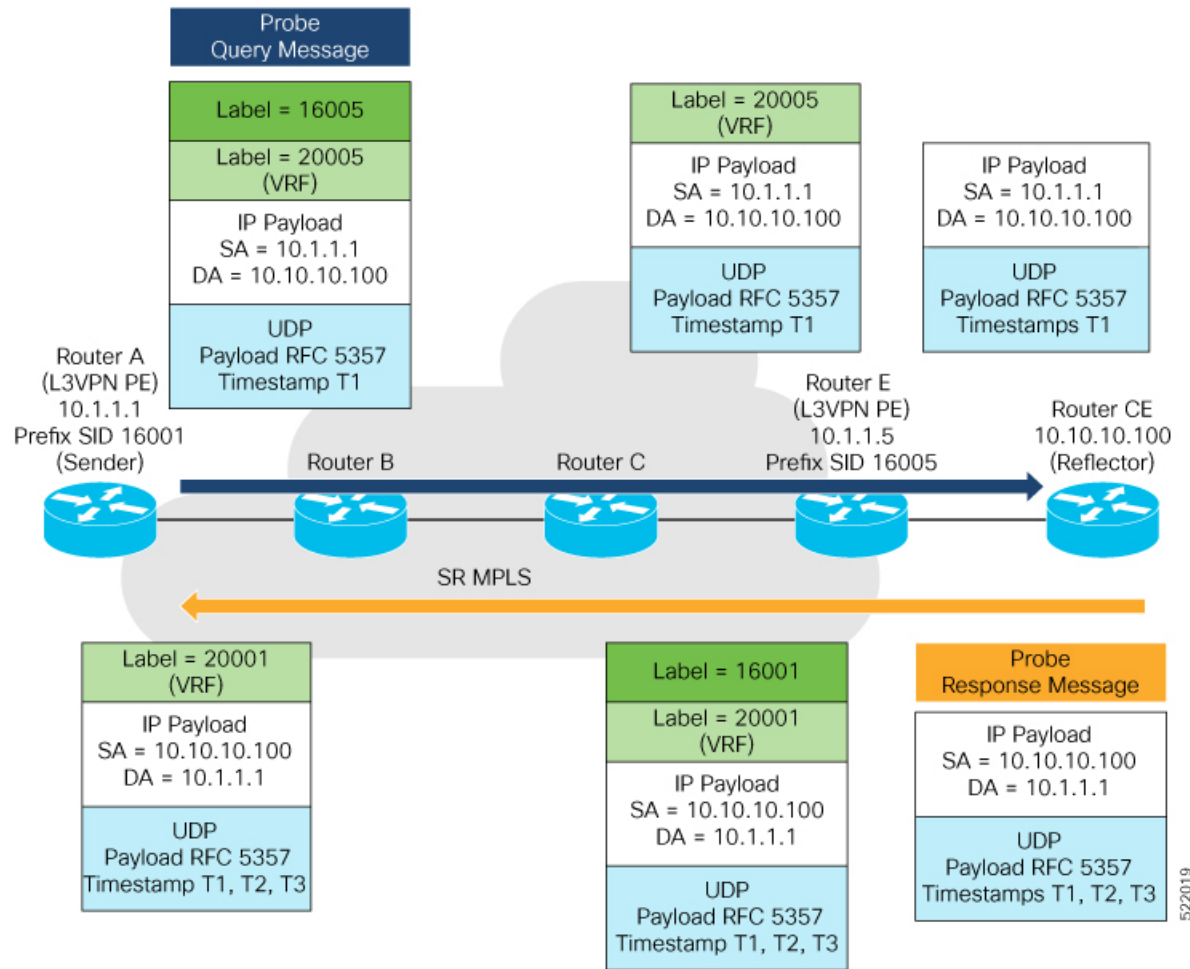 Probe
Query Message
Label = 16005
Label = 20005
(VRF)
IP Payload
SA = 10.1.1.1
DA = 10.10.10.100
UDP
Payload RFC 5357
Timestamp T1
Label = 20005
(VRF)
IP Payload
SA = 10.1.1.1
DA = 10.10.10.100
UDP
Payload RFC 5357
Timestamp T1
IP Payload
SA = 10.1.1.1
DA = 10.10.10.100
UDP
Payload RFC 5357
Timestamps T1
Router A
(L3VPN PE)
10.1.1.1
Prefix SID 16001
(Sender)
Router B
Router C
Router E
(L3VPN PE)
10.1.1.5
Prefix SID 16005
Router CE
10.10.10.100
(Reflector)
SR MPLS
Label = 20001
(VRF)
IP Payload
SA = 10.10.10.100
DA = 10.1.1.1
UDP
Payload RFC 5357
Timestamp T1, T2, T3
Label = 16001
Label = 20001
(VRF)
IP Payload
SA = 10.10.10.100
DA = 10.1.1.1
UDP
Payload RFC 5357
Timestamp T1, T2, T3
Probe
Response Message
IP Payload
SA = 10.10.10.100
DA = 10.1.1.1
UDP
Payload RFC 5357
Timestamps T1, T2, T3
522019